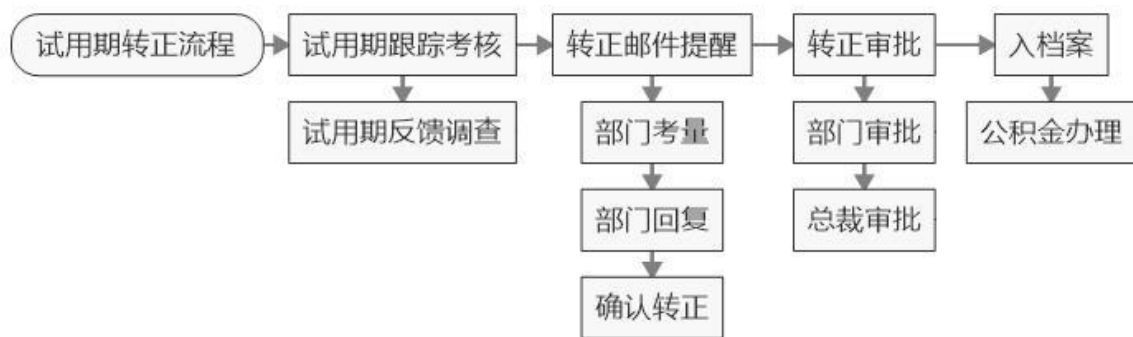 试用期转正流程
试用期跟踪考核
转正邮件提醒
转正审批
入档案
试用期反馈调查
部门考量
部门审批
公积金办理
部门回复
总裁审批
确认转正